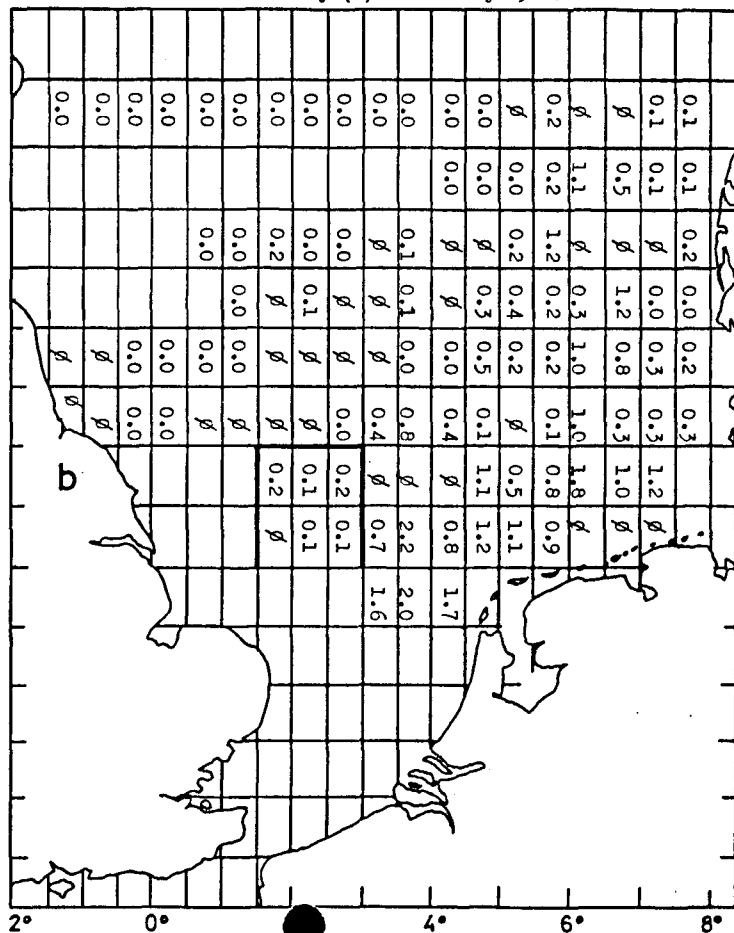 0.0 0.0 0.0 0.0 0.0 0.0 0.0 0.0 0.0 0.0 0.0 0.0 0.0 ø 0.2 ø ø 0.1 0.1
0.0 0.0 0.0 0.2 1.1 0.5 0.1 0.1
0.0 0.0 0.2 0.0 0.0 ø 0.1 ø ø 0.2 1.2 ø ø ø 0.2
0.0 ø 0.1 ø ø 0.1 ø 0.3 0.4 0.2 0.3 1.2 0.0 0.0
ø ø 0.0 0.0 0.0 0.0 ø ø ø ø 0.0 0.0 0.5 0.2 0.2 1.0 0.8 0.3 0.2
ø ø 0.0 0.0 ø ø ø ø 0.0 0.4 0.8 0.4 0.1 ø 0.1 1.0 0.3 0.3 0.3
b 0.2 0.1 0.2 ø ø ø 1.1 0.5 0.8 1.8 1.0 1.2
ø 0.1 0.1 0.7 2.2 0.8 1.2 1.1 0.9 ø ø ø
1.6 2.0 1.7
2° 0° 4° 6° 8°